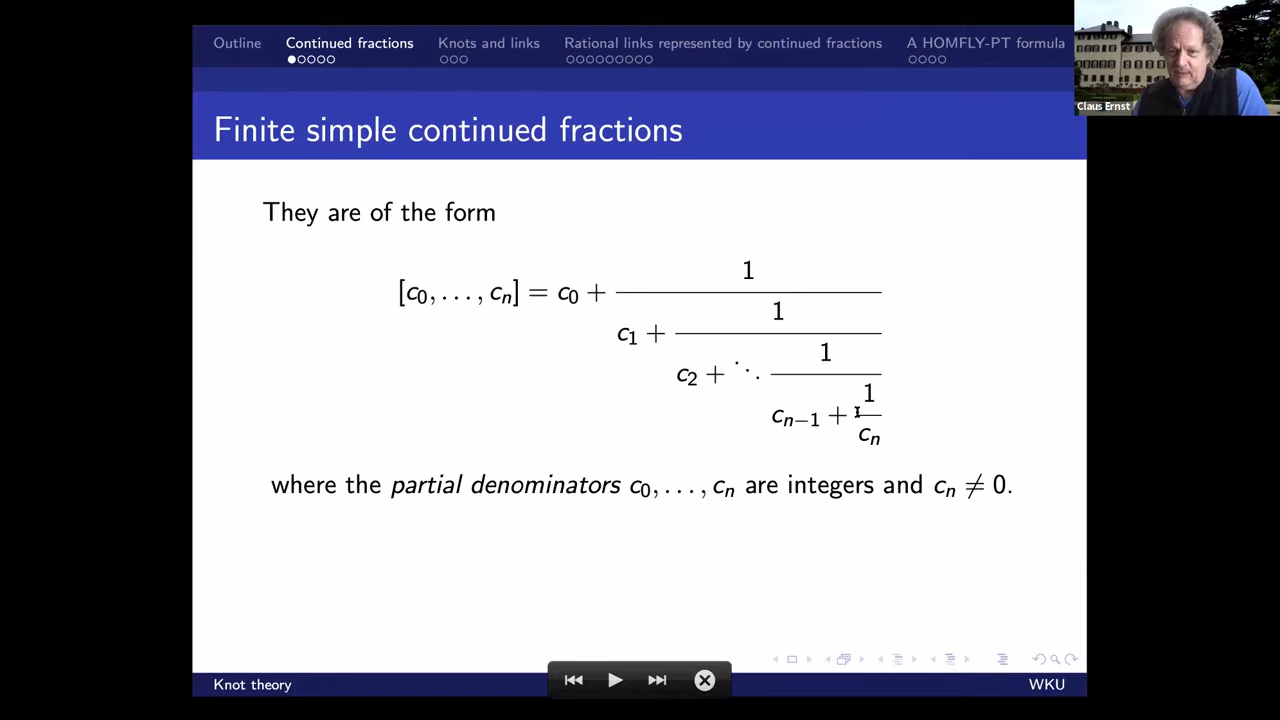 Outline Continued fractions Knots and links Rational links represented by continued fractions A HOMFLY-PT formula
Claus Ernst
Finite simple continued fractions
They are of the form
[c₀, …, cₙ] = c₀ + 1
c₁ + 1
c₂ + ⋱ 1
cₙ₋₁ + 1
cₙ
where the partial denominators c₀, …, cₙ are integers and cₙ ≠ 0.
Knot theory WKU